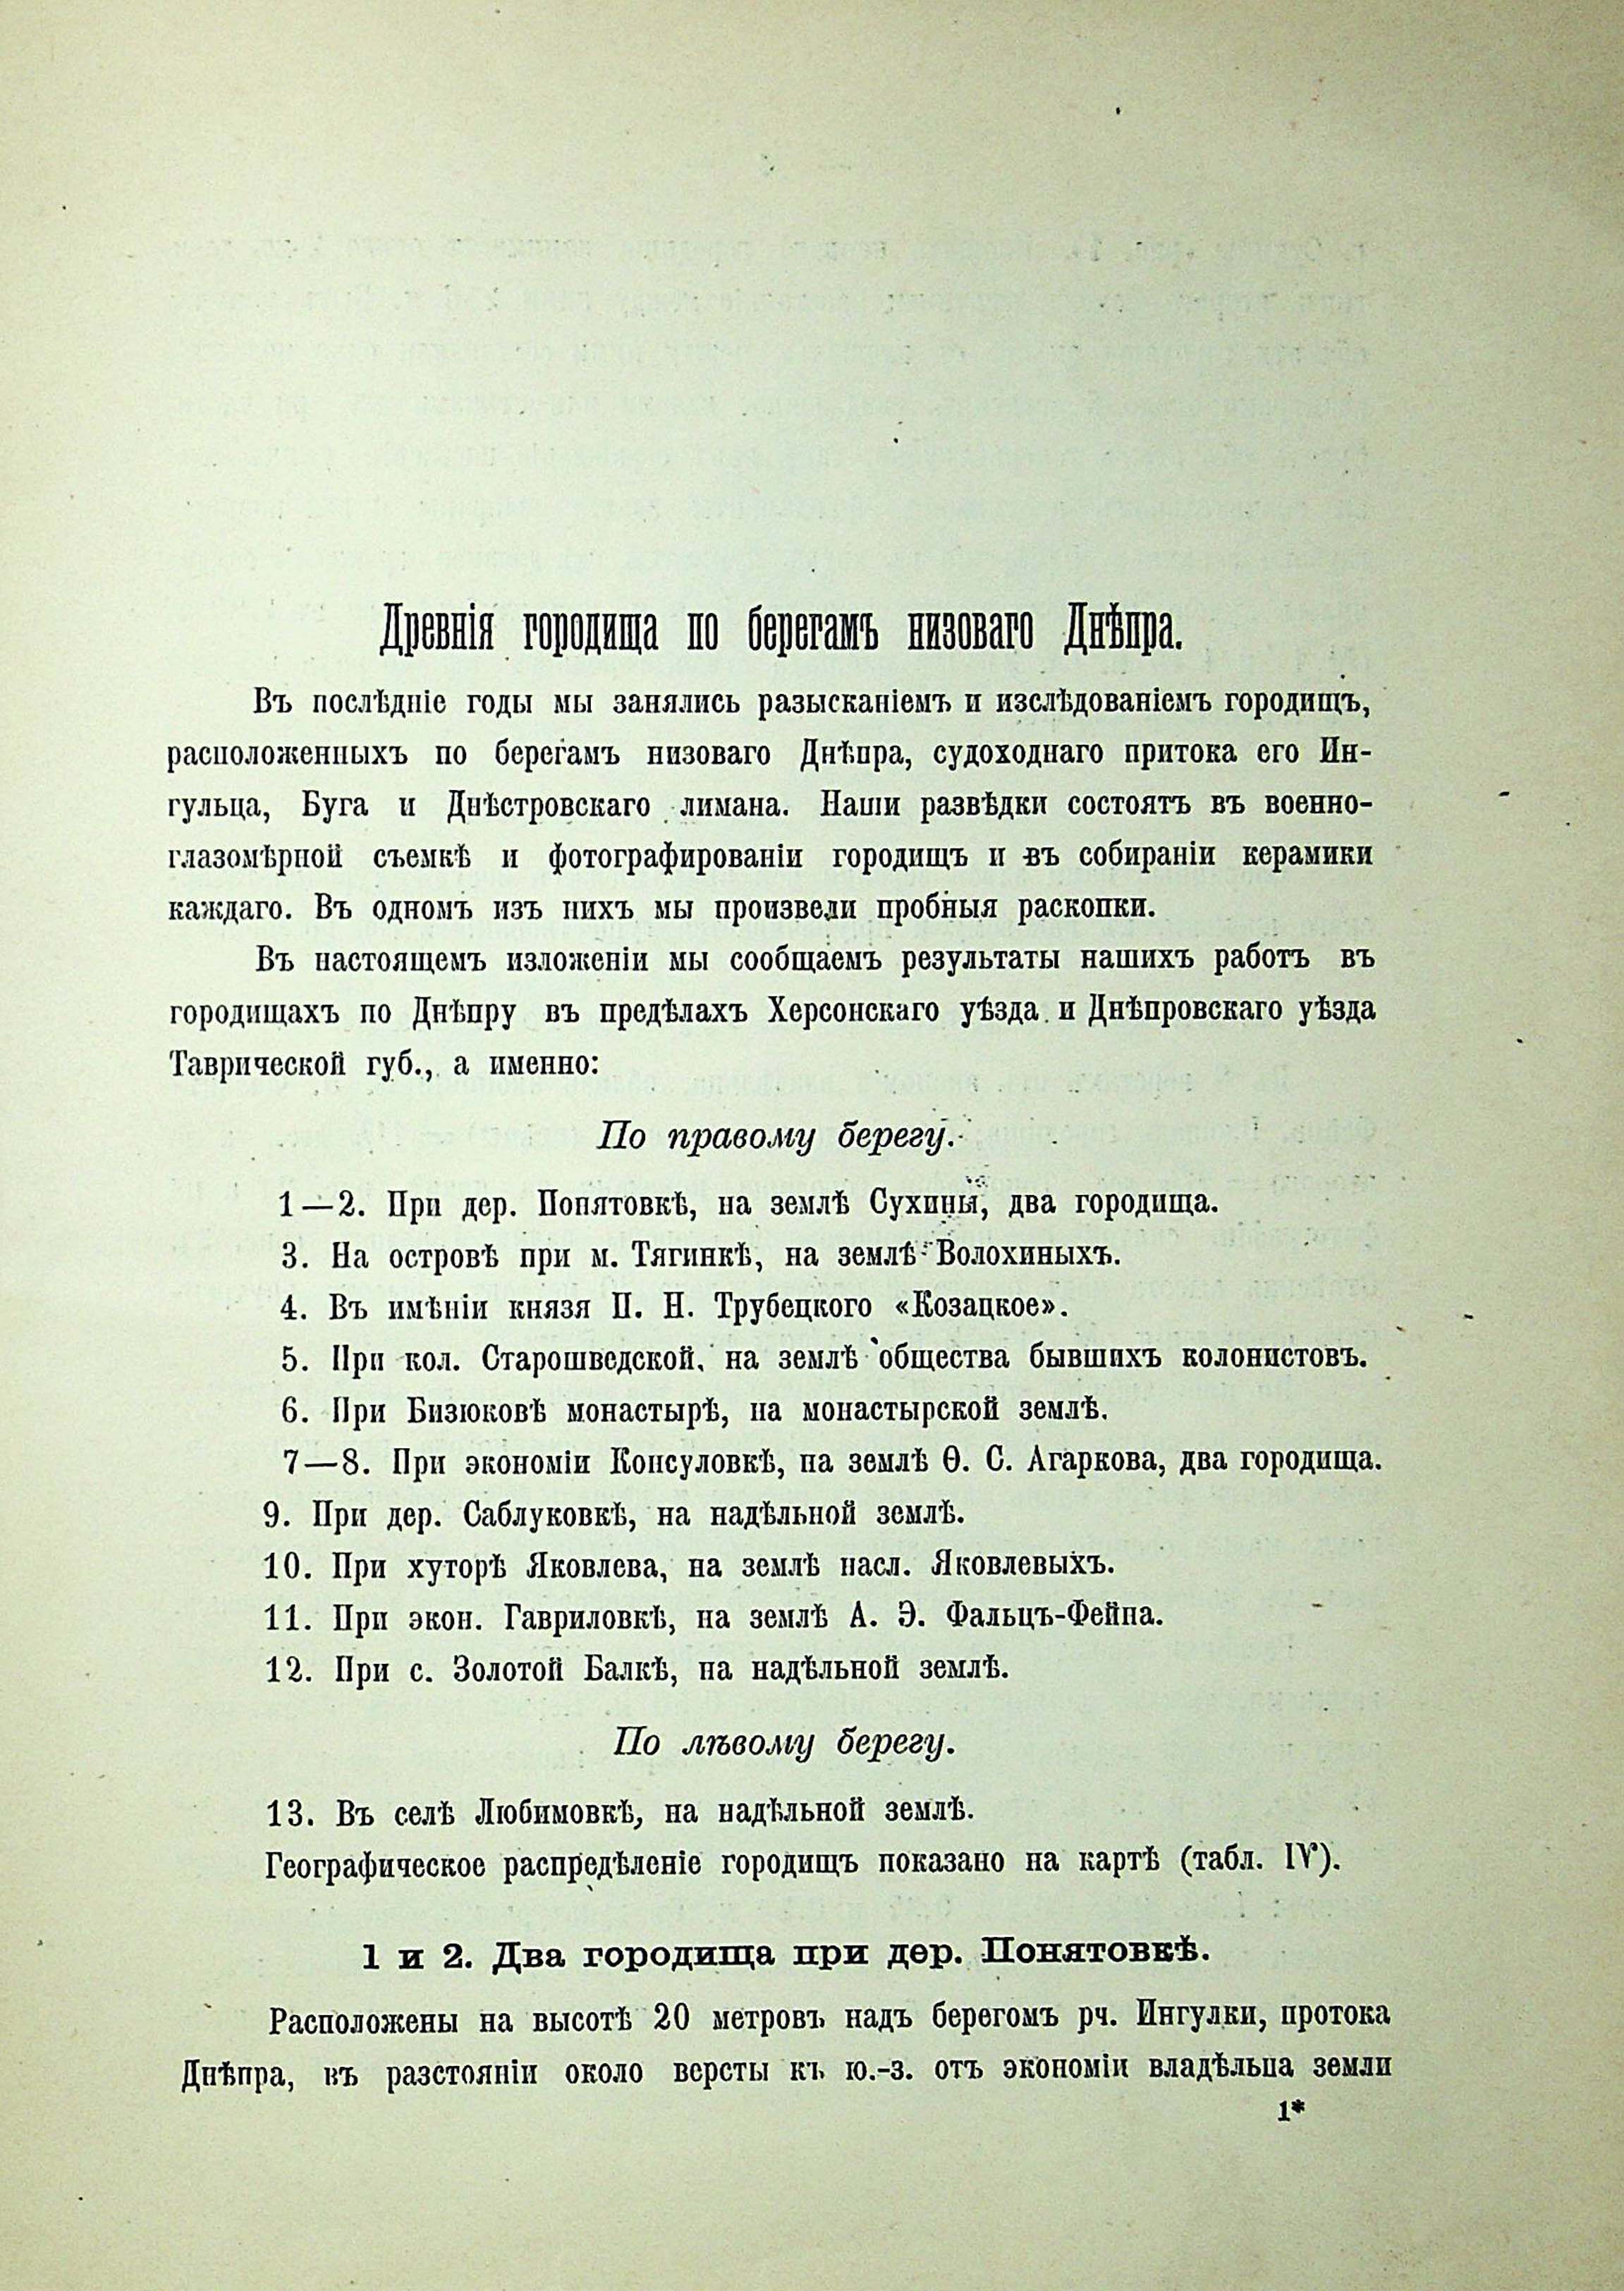 Древнія городища по берегамъ низоваго Днѣпра.
Въ послѣдніе годы мы занялись разысканіемъ и изслѣдованіемъ городищъ,
расположенныхъ по берегамъ низоваго Днѣпра, судоходнаго притока его Ин-
гульца, Буга и Днѣстровскаго лимана. Наши развѣдки состоятъ въ военно-
глазомѣрной съемкѣ и фотографированіи городищъ и въ собираніи керамики
каждаго. Въ одномъ изъ нихъ мы произвели пробныя раскопки.
Въ настоящемъ изложеніи мы сообщаемъ результаты нашихъ работъ въ
городищахъ по Днѣпру въ предѣлахъ Херсонскаго уѣзда и Днѣпровскаго уѣзда
Таврической губ., а именно:
По правому берегу.
1—2. При дер. Понятовкѣ, на землѣ Сухины, два городища.
3. На островѣ при м. Тягинкѣ, на землѣ Волохиныхъ.
4. Въ имѣніи князя П. Н. Трубецкого «Козацкое».
5. При кол. Старошведской, на землѣ общества бывшихъ колонистовъ.
6. При Бизюковѣ монастырѣ, на монастырской землѣ.
7—8. При экономіи Консуловкѣ, на землѣ Ѳ. С. Агаркова, два городища.
9. При дер. Саблуковкѣ, на надѣльной землѣ.
10. При хуторѣ Яковлева, на землѣ насл. Яковлевыхъ.
11. При экон. Гавриловкѣ, на землѣ А. Э. Фальцъ-Фейна.
12. При с. Золотой Балкѣ, на надѣльной землѣ.
По лѣвому берегу.
13. Въ селѣ Любимовкѣ, на надѣльной землѣ.
Географическое распредѣленіе городищъ показано на картѣ (табл. IV).
1 и 2. Два городища при дер. Понятовкѣ.
Расположены на высотѣ 20 метровъ надъ берегомъ рч. Ингулки, протока
Днѣпра, въ разстояніи около версты къ ю.-з. отъ экономіи владѣльца земли
1*